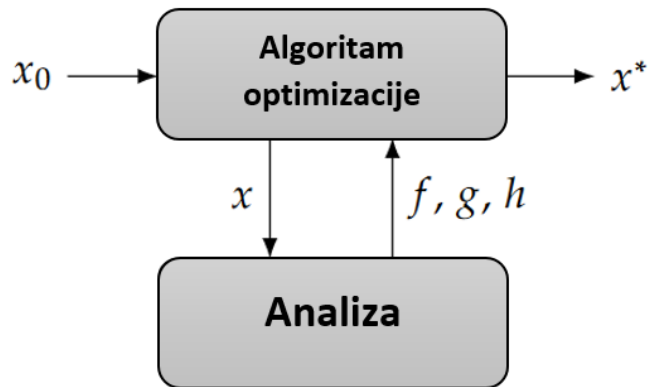 Algoritam
optimizacije
x₀
x*
x
f, g, h
Analiza